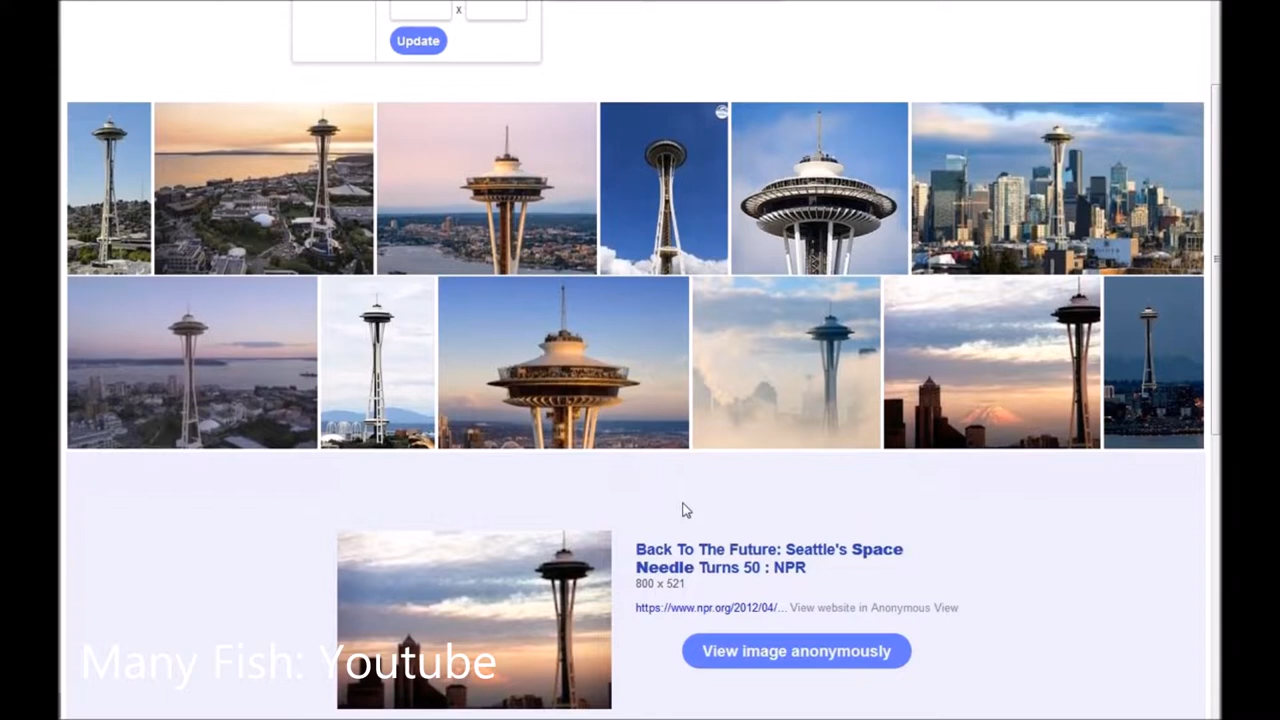 x
Update
Back To The Future: Seattle's Space
Needle Turns 50 : NPR
800 x 521
https://www.npr.org/2012/04/... View website in Anonymous View
View image anonymously
Many Fish: Youtube